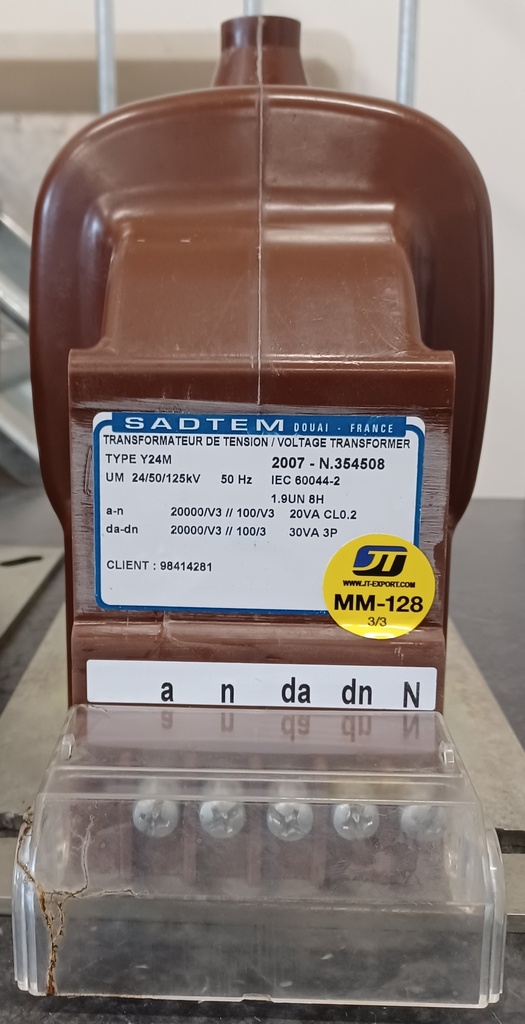 SADTEM DOUAI - FRANCE
TRANSFORMATEUR DE TENSION / VOLTAGE TRANSFORMER
TYPE Y24M 2007 - N.354508
UM 24/50/125kV 50 Hz IEC 60044-2
1.9UN 8H
a-n 20000/V3 // 100/V3 20VA CL0.2
da-dn 20000/V3 // 100/3 30VA 3P
CLIENT : 98414281
JT
WWW.JT-EXPORT.COM
MM-128
3/3
a n da dn N